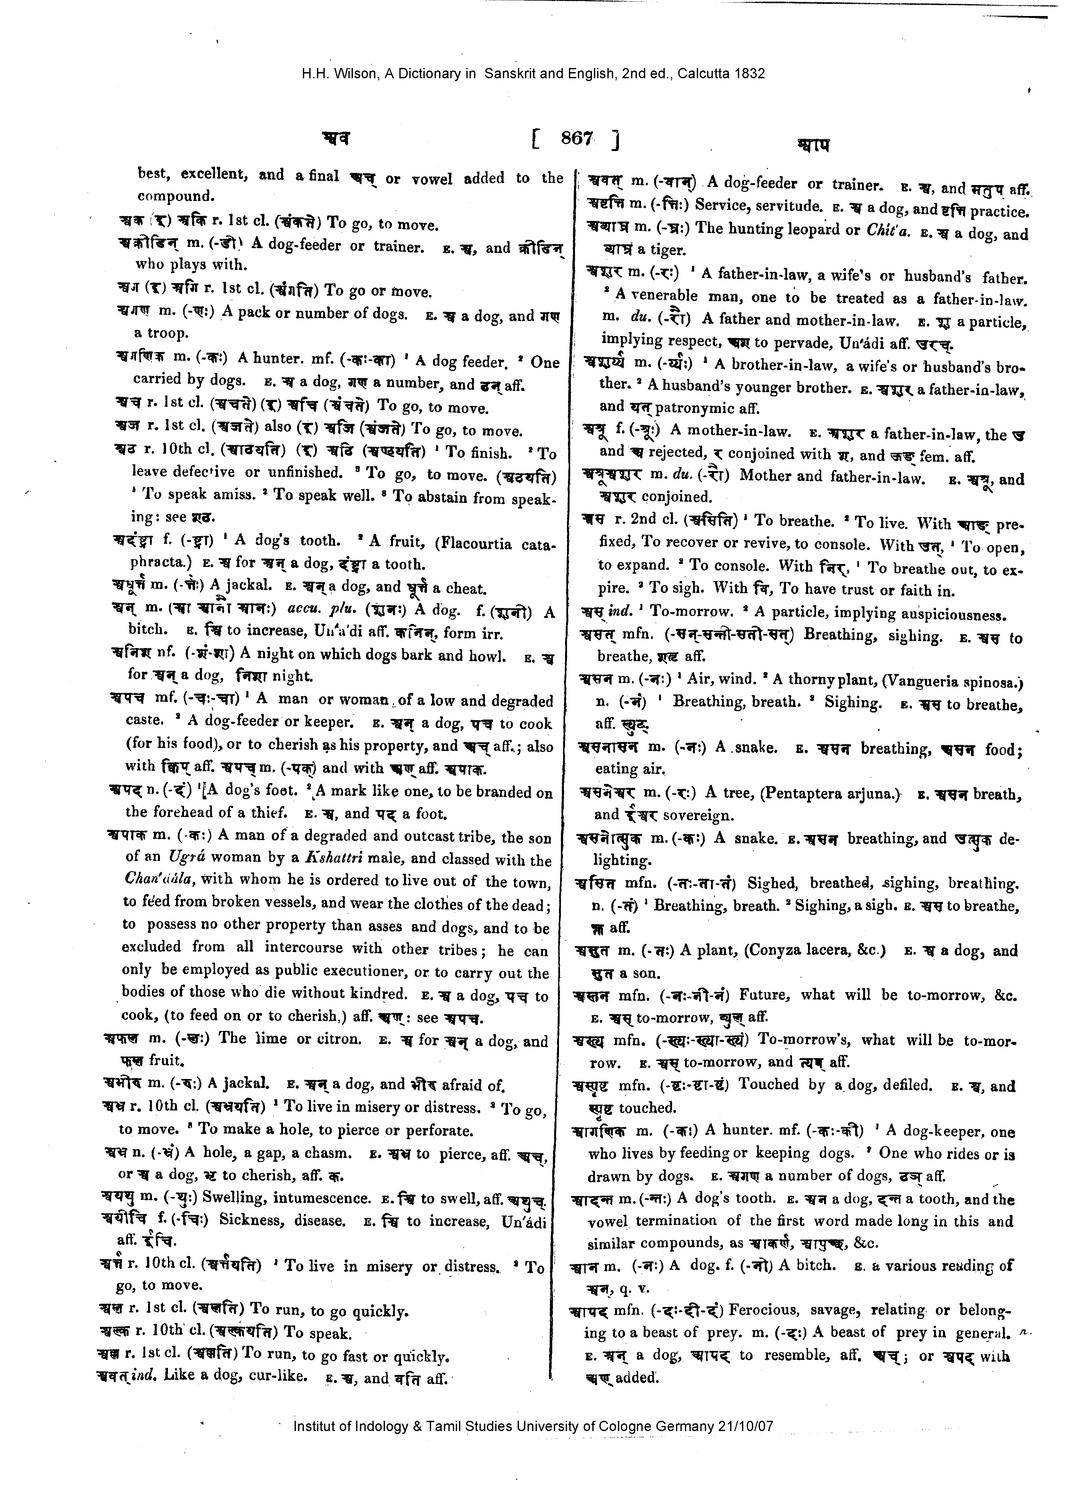 H.H. Wilson, A Dictionary in Sanskrit and English, 2nd ed., Calcutta 1832
श्वव [ 867 ] श्वाप
best, excellent, and a final अच् or vowel added to the
compound.
श्वक (इ) श्वकि r. 1st cl. (श्वंकते) To go, to move.
श्वक्रीडिन् m. (-डी) A dog-feeder or trainer. E. श्व, and क्रीडिन्
who plays with.
श्वग (इ) श्वगि r. 1st cl. (श्वंगति) To go or move.
श्वगण m. (-णः) A pack or number of dogs. E. श्व a dog, and गण
a troop.
श्वगणिक m. (-कः) A hunter. mf. (-कः-का) ¹ A dog feeder. ² One
carried by dogs. E. श्व a dog, गण a number, and ठन् aff.
श्वच r. 1st cl. (श्वचते) (इ) श्वचि (श्वंचते) To go, to move.
श्वज r. 1st cl. (श्वजते) also (इ) श्वजि (श्वंजते) To go, to move.
श्वठ r. 10th cl. (श्वाठयति) (इ) श्वठि (श्वण्ठयति) ¹ To finish. ² To
leave defective or unfinished. ³ To go, to move. (श्वठयति)
¹ To speak amiss. ² To speak well. ³ To abstain from speak-
ing: see शठ.
श्वदंष्ट्रा f. (-ष्ट्रा) ¹ A dog's tooth. ² A fruit, (Flacourtia cata-
phracta.) E. श्व for श्वन् a dog, दंष्ट्रा a tooth.
श्वधूर्त्त m. (-र्त्तः) A jackal. E. श्वन् a dog, and धूर्त्त a cheat.
श्वन् m. (श्वा श्वानौ श्वानः) accu. plu. (शुनः) A dog. f. (शुनी) A
bitch. E. श्वि to increase, Un'a'di aff. कनिन्, form irr.
श्वनिश nf. (-शं-शा) A night on which dogs bark and howl. E. श्व
for श्वन् a dog, निशा night.
श्वपच mf. (-चः-चा) ¹ A man or woman of a low and degraded
caste. ² A dog-feeder or keeper. E. श्वन् a dog, पच to cook
(for his food), or to cherish as his property, and अच् aff.; also
with क्विप् aff. श्वपच् m. (-पक्) and with अण् aff. श्वपाक.
श्वपद n. (-दं) ¹ A dog's foot. ² A mark like one, to be branded on
the forehead of a thief. E. श्व, and पद a foot.
श्वपाक m. (-कः) A man of a degraded and outcast tribe, the son
of an Ugrá woman by a Kshattri male, and classed with the
Chan'dála, with whom he is ordered to live out of the town,
to feed from broken vessels, and wear the clothes of the dead;
to possess no other property than asses and dogs, and to be
excluded from all intercourse with other tribes; he can
only be employed as public executioner, or to carry out the
bodies of those who die without kindred. E. श्व a dog, पच to
cook, (to feed on or to cherish,) aff. अण्: see श्वपच.
श्वफल m. (-लः) The lime or citron. E. श्व for श्वन् a dog, and
फल fruit.
श्वभीरु m. (-रुः) A jackal. E. श्वन् a dog, and भीरु afraid of.
श्वभ्र r. 10th cl. (श्वभ्रयति) ¹ To live in misery or distress. ² To go,
to move. ³ To make a hole, to pierce or perforate.
श्वभ्र n. (-भ्रं) A hole, a gap, a chasm. E. श्वभ्र to pierce, aff. अच्,
or श्व a dog, भृ to cherish, aff. क.
श्वयथु m. (-थुः) Swelling, intumescence. E. श्वि to swell, aff. अथुच्.
श्वयीचि f. (-चिः) Sickness, disease. E. श्वि to increase, Un'ádi
aff. ईचि.
श्वर्त्त r. 10th cl. (श्वर्त्तयति) ¹ To live in misery or distress. ² To
go, to move.
श्वल r. 1st cl. (श्वलति) To run, to go quickly.
श्वल्क r. 10th cl. (श्वल्कयति) To speak.
श्वल्ल r. 1st cl. (श्वल्लति) To run, to go fast or quickly.
श्ववत् ind. Like a dog, cur-like. E. श्व, and वति aff.
श्ववत् m. (-वान्) A dog-feeder or trainer. E. श्व, and मतुप् aff.
श्ववृत्ति m. (-त्तिः) Service, servitude. E. श्व a dog, and वृत्ति practice.
श्वव्याघ्र m. (-घ्रः) The hunting leopard or Chit'a. E. श्व a dog, and
व्याघ्र a tiger.
श्वशुर m. (-रः) ¹ A father-in-law, a wife's or husband's father.
² A venerable man, one to be treated as a father-in-law.
m. du. (-रौ) A father and mother-in-law. E. शु a particle,
implying respect, अश to pervade, Un'ádi aff. उरच्.
श्वशुर्य्य m. (-र्य्यः) ¹ A brother-in-law, a wife's or husband's bro-
ther. ² A husband's younger brother. E. श्वशुर a father-in-law,
and यत् patronymic aff.
श्वश्रू f. (-श्रूः) A mother-in-law. E. श्वशुर a father-in-law, the उ
and अ rejected, र conjoined with श, and ऊङ् fem. aff.
श्वश्रूश्वशुर m. du. (-रौ) Mother and father-in-law. E. श्वश्रू, and
श्वशुर conjoined.
श्वस r. 2nd cl. (श्वसिति) ¹ To breathe. ² To live. With आङ् pre-
fixed, To recover or revive, to console. With उत्, ¹ To open,
to expand. ² To console. With निर्, ¹ To breathe out, to ex-
pire. ² To sigh. With वि, To have trust or faith in.
श्वस् ind. ¹ To-morrow. ² A particle, implying auspiciousness.
श्वसत् mfn. (-सन्-सन्ती-सती-सत्) Breathing, sighing. E. श्वस to
breathe, शतृ aff.
श्वसन m. (-नः) ¹ Air, wind. ² A thorny plant, (Vangueria spinosa.)
n. (-नं) ¹ Breathing, breath. ² Sighing. E. श्वस to breathe,
aff. ल्युट्.
श्वसनाशन m. (-नः) A snake. E. श्वसन breathing, अशन food;
eating air.
श्वसनेश्वर m. (-रः) A tree, (Pentaptera arjuna.) E. श्वसन breath,
and ईश्वर sovereign.
श्वसनोत्सुक m. (-कः) A snake. E. श्वसन breathing, and उत्सुक de-
lighting.
श्वसित mfn. (-तः-ता-तं) Sighed, breathed, sighing, breathing.
n. (-तं) ¹ Breathing, breath. ² Sighing, a sigh. E. श्वस to breathe,
क्त aff.
श्वसुत m. (-तः) A plant, (Conyza lacera, &c.) E. श्व a dog, and
सुत a son.
श्वस्तन mfn. (-नः-नी-नं) Future, what will be to-morrow, &c.
E. श्वस् to-morrow, ट्युल् aff.
श्वस्त्य mfn. (-स्त्यः-स्त्या-स्त्यं) To-morrow's, what will be to-mor-
row. E. श्वस् to-morrow, and त्यप् aff.
श्वस्पृष्ट mfn. (-ष्टः-ष्टा-ष्टं) Touched by a dog, defiled. E. श्व, and
स्पृष्ट touched.
श्वागणिक m. (-कः) A hunter. mf. (-कः-की) ¹ A dog-keeper, one
who lives by feeding or keeping dogs. ² One who rides or is
drawn by dogs. E. श्वगण a number of dogs, ठञ् aff.
श्वादन्त m. (-न्तः) A dog's tooth. E. श्वन a dog, दन्त a tooth, and the
vowel termination of the first word made long in this and
similar compounds, as श्वाकर्ण, श्वापुच्छ, &c.
श्वान m. (-नः) A dog. f. (-नी) A bitch. E. a various reading of
श्वन्, q. v.
श्वापद mfn. (-दः-दी-दं) Ferocious, savage, relating or belong-
ing to a beast of prey. m. (-दः) A beast of prey in general.
E. श्वन् a dog, आपद् to resemble, aff. अच्; or श्वपद with
अण् added.
Institut of Indology & Tamil Studies University of Cologne Germany 21/10/07